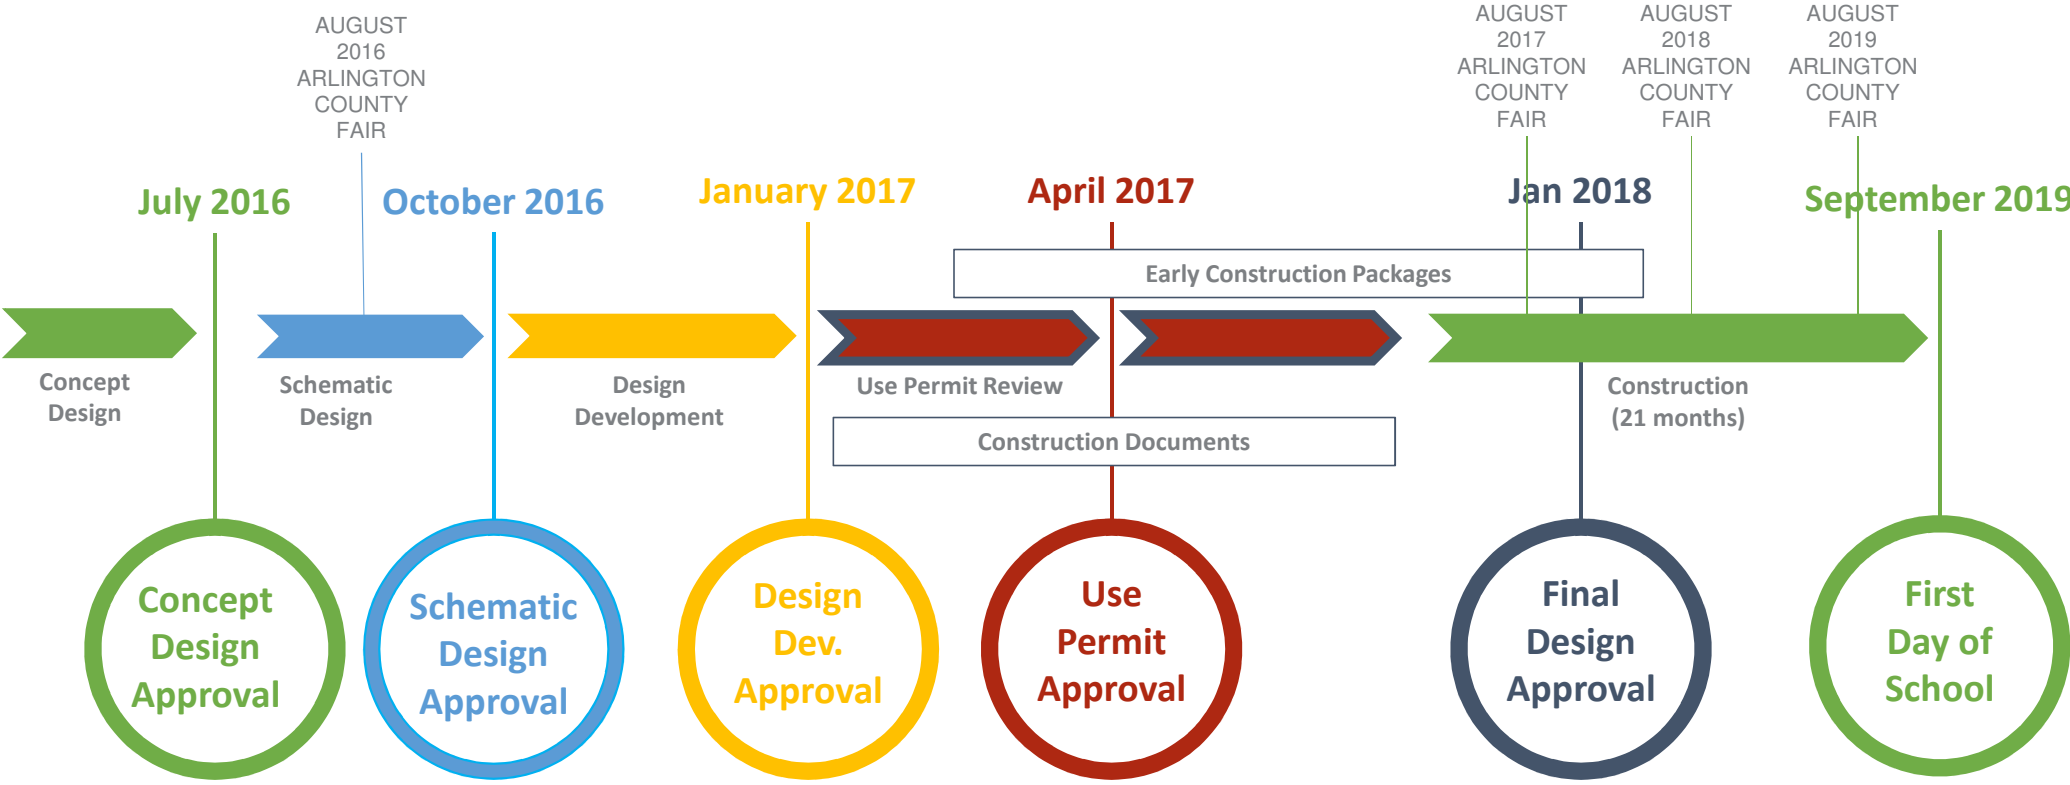 AUGUST
2016
ARLINGTON
COUNTY
FAIR
AUGUST
2017
ARLINGTON
COUNTY
FAIR
AUGUST
2018
ARLINGTON
COUNTY
FAIR
AUGUST
2019
ARLINGTON
COUNTY
FAIR
July 2016
October 2016
January 2017
April 2017
Jan 2018
September 2019
Early Construction Packages
Concept
Design
Schematic
Design
Design
Development
Use Permit Review
Construction
(21 months)
Construction Documents
Concept
Design
Approval
Schematic
Design
Approval
Design
Dev.
Approval
Use
Permit
Approval
Final
Design
Approval
First
Day of
School